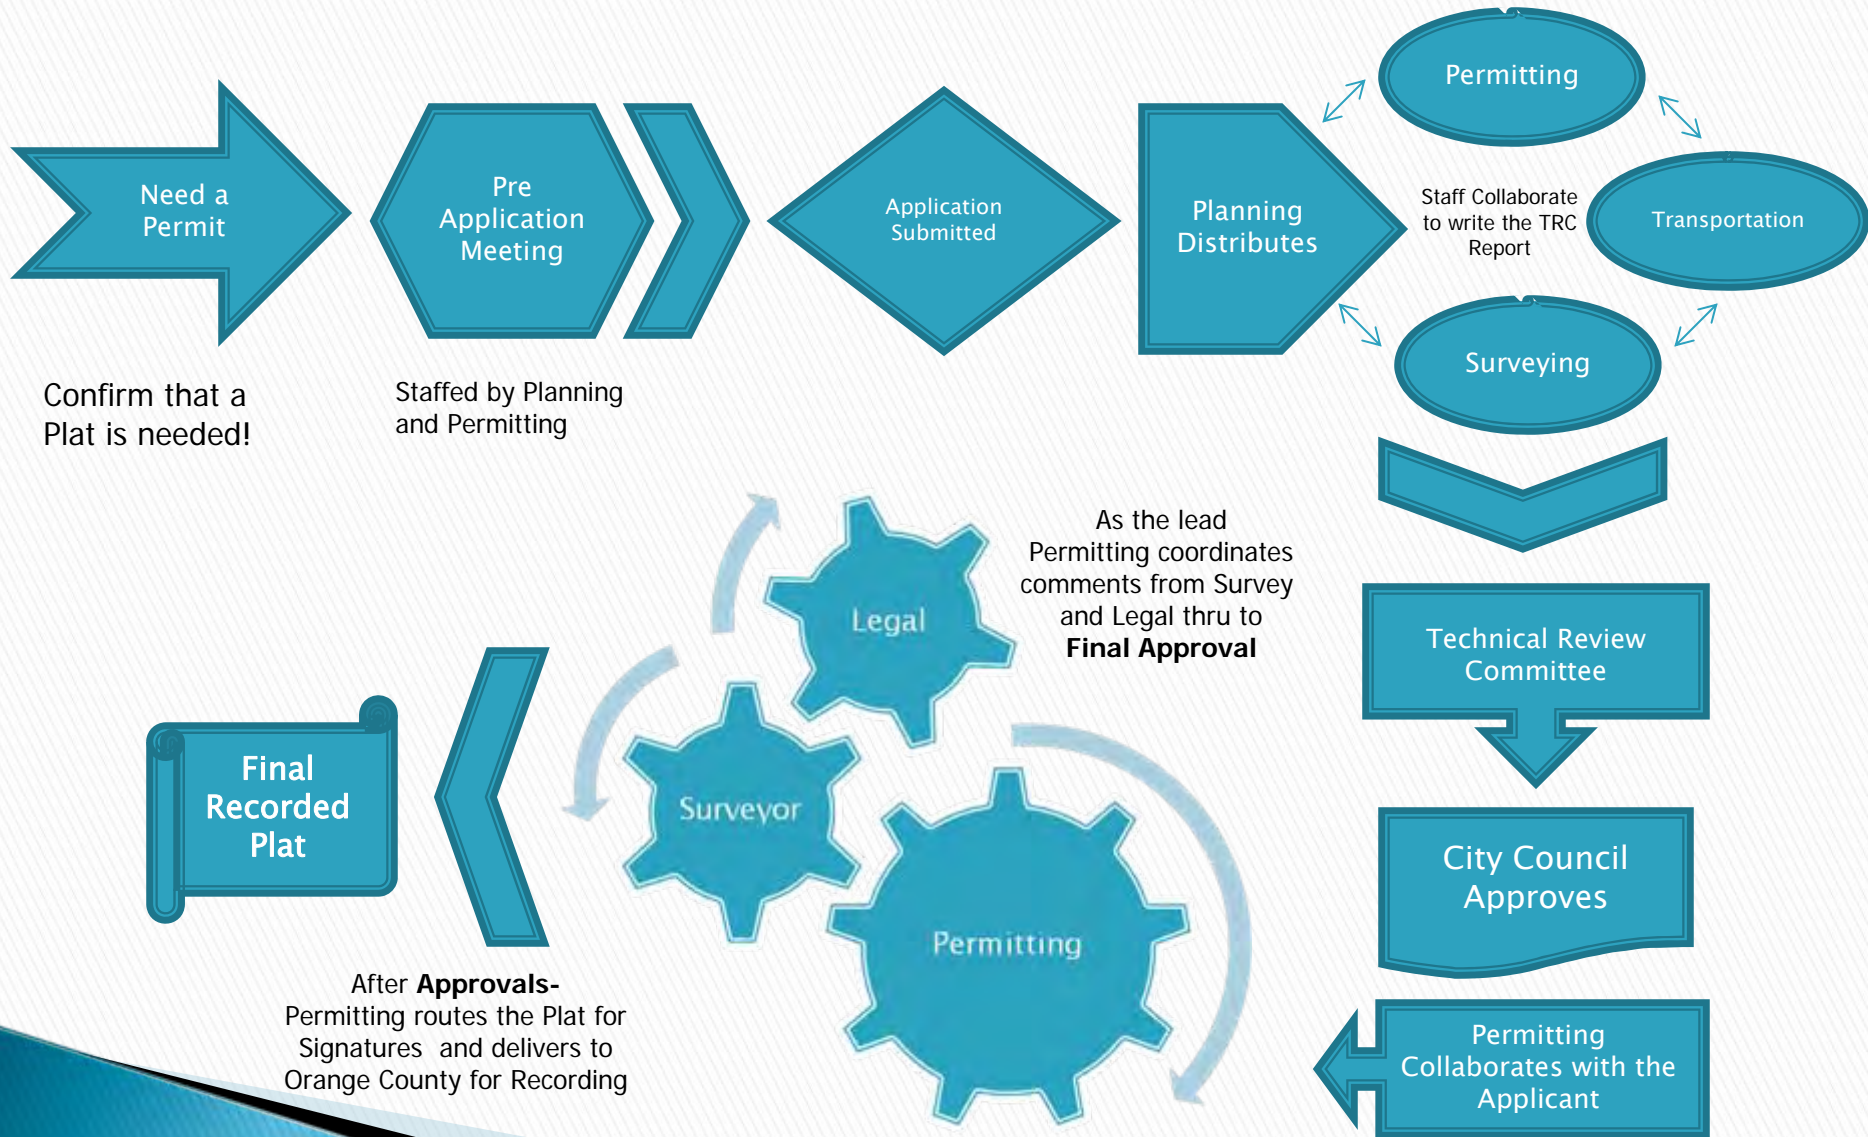 Need a
Permit
Confirm that a
Plat is needed!
Pre
Application
Meeting
Staffed by Planning
and Permitting
Application
Submitted
Planning
Distributes
Permitting
Staff Collaborate
to write the TRC
Report
Transportation
Surveying
Technical Review
Committee
City Council
Approves
Permitting
Collaborates with the
Applicant
As the lead
Permitting coordinates
comments from Survey
and Legal thru to
Final Approval
Legal
Surveyor
Permitting
After Approvals-
Permitting routes the Plat for
Signatures and delivers to
Orange County for Recording
Final
Recorded
Plat